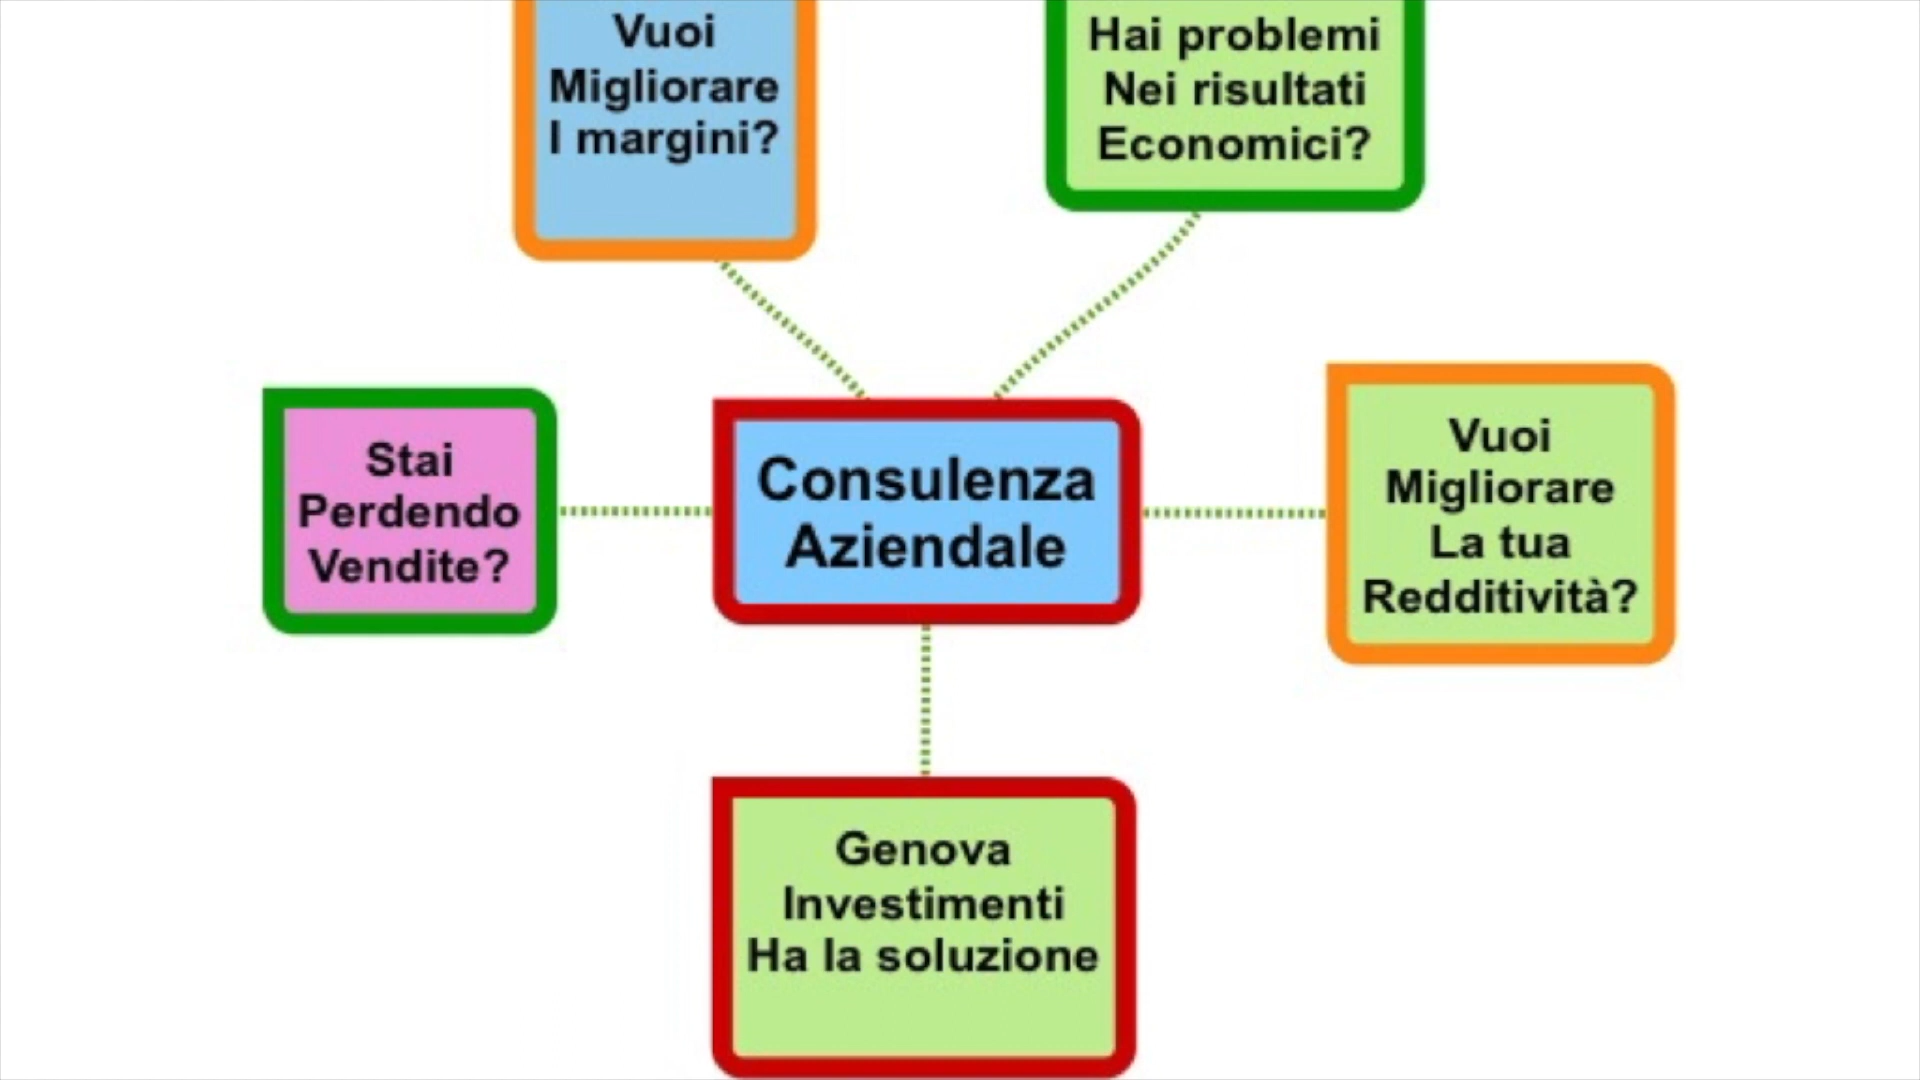 Vuoi
Migliorare
I margini?
Hai problemi
Nei risultati
Economici?
Stai
Perdendo
Vendite?
Consulenza
Aziendale
Vuoi
Migliorare
La tua
Redditività?
Genova
Investimenti
Ha la soluzione